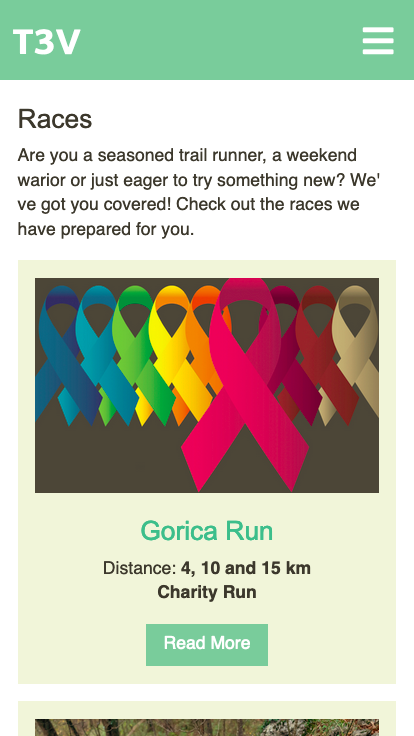 T3V
Races
Are you a seasoned trail runner, a weekend
warior or just eager to try something new? We'
ve got you covered! Check out the races we
have prepared for you.
Gorica Run
Distance: 4, 10 and 15 km
Charity Run
Read More